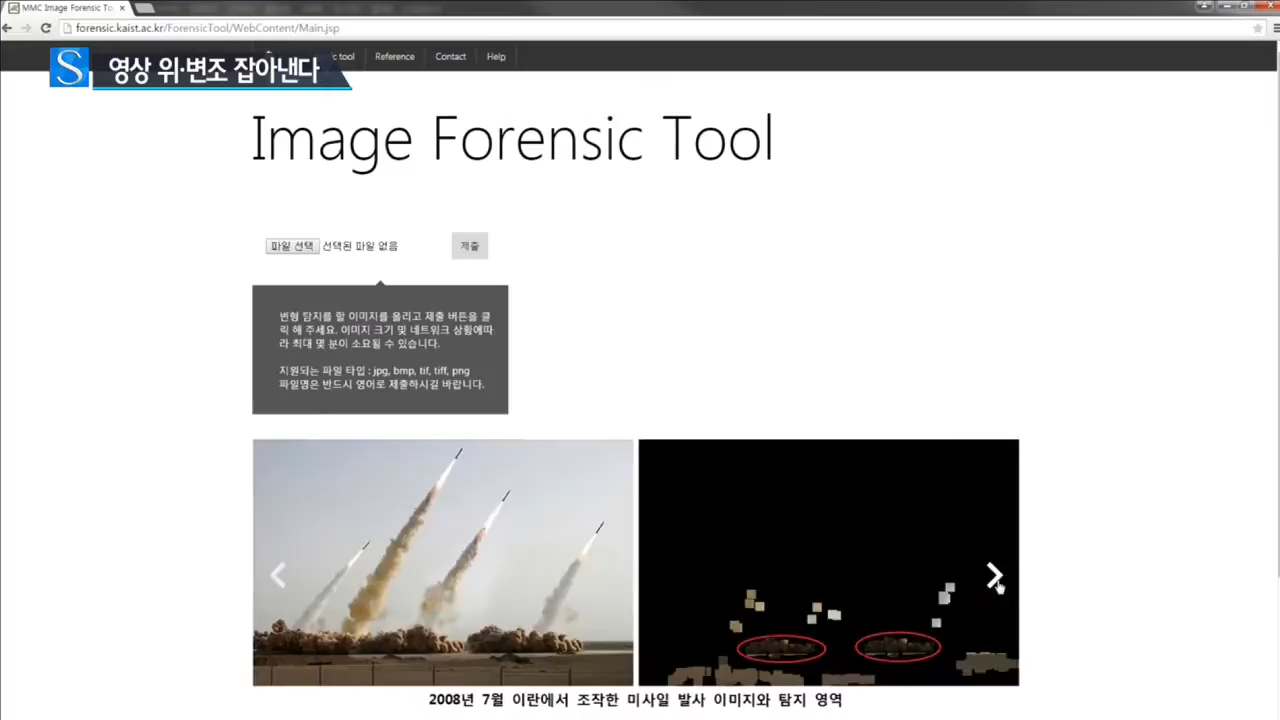 MMC Image Forensic To
forensic.kaist.ac.kr/ForensicTool/WebContent/Main.jsp
tool Reference Contact Help
S 영상 위·변조 잡아낸다
Image Forensic Tool
파일 선택 선택된 파일 없음 제출
변형 탐지를 할 이미지를 올리고 제출 버튼을 클
릭 해 주세요. 이미지 크기 및 네트워크 상황에따
라 최대 몇 분이 소요될 수 있습니다.
지원되는 파일 타입 : jpg, bmp, tif, tiff, png
파일명은 반드시 영어로 제출하시길 바랍니다.
2008년 7월 이란에서 조작한 미사일 발사 이미지와 탐지 영역